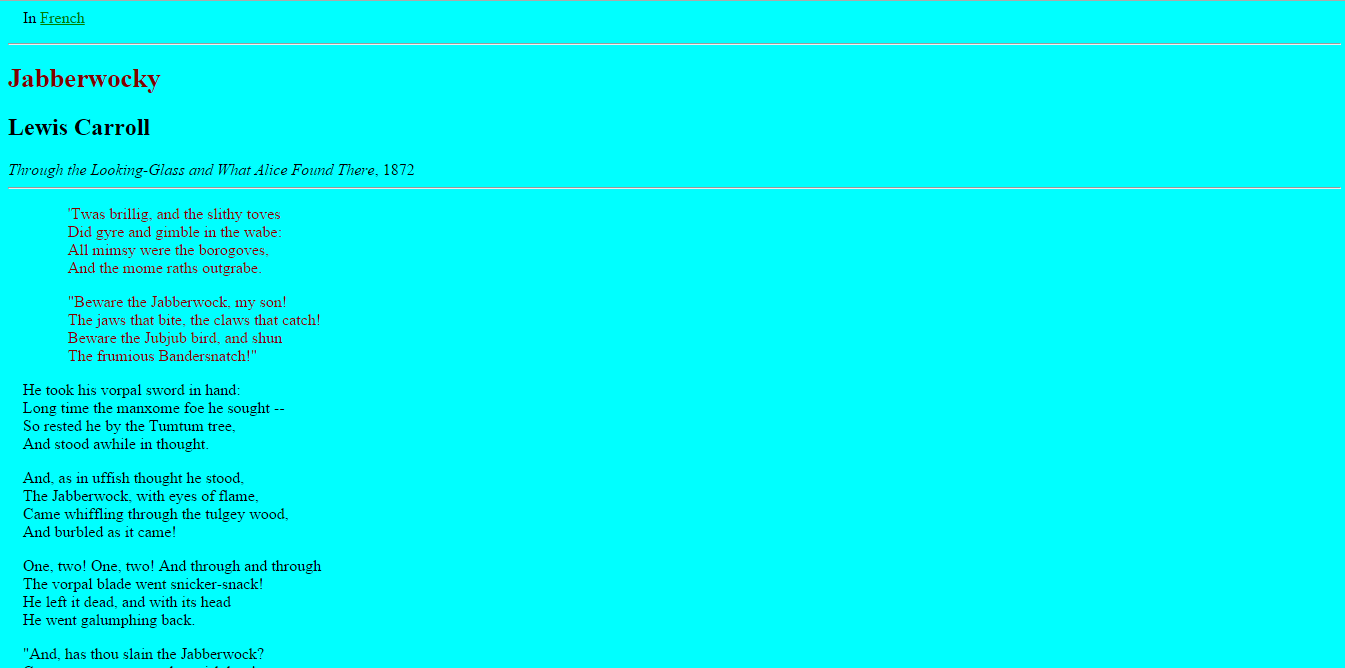 In French
Jabberwocky
Lewis Carroll
Through the Looking-Glass and What Alice Found There, 1872
'Twas brillig, and the slithy toves
Did gyre and gimble in the wabe:
All mimsy were the borogoves,
And the mome raths outgrabe.
"Beware the Jabberwock, my son!
The jaws that bite, the claws that catch!
Beware the Jubjub bird, and shun
The frumious Bandersnatch!"
He took his vorpal sword in hand:
Long time the manxome foe he sought --
So rested he by the Tumtum tree,
And stood awhile in thought.
And, as in uffish thought he stood,
The Jabberwock, with eyes of flame,
Came whiffling through the tulgey wood,
And burbled as it came!
One, two! One, two! And through and through
The vorpal blade went snicker-snack!
He left it dead, and with its head
He went galumphing back.
"And, has thou slain the Jabberwock?